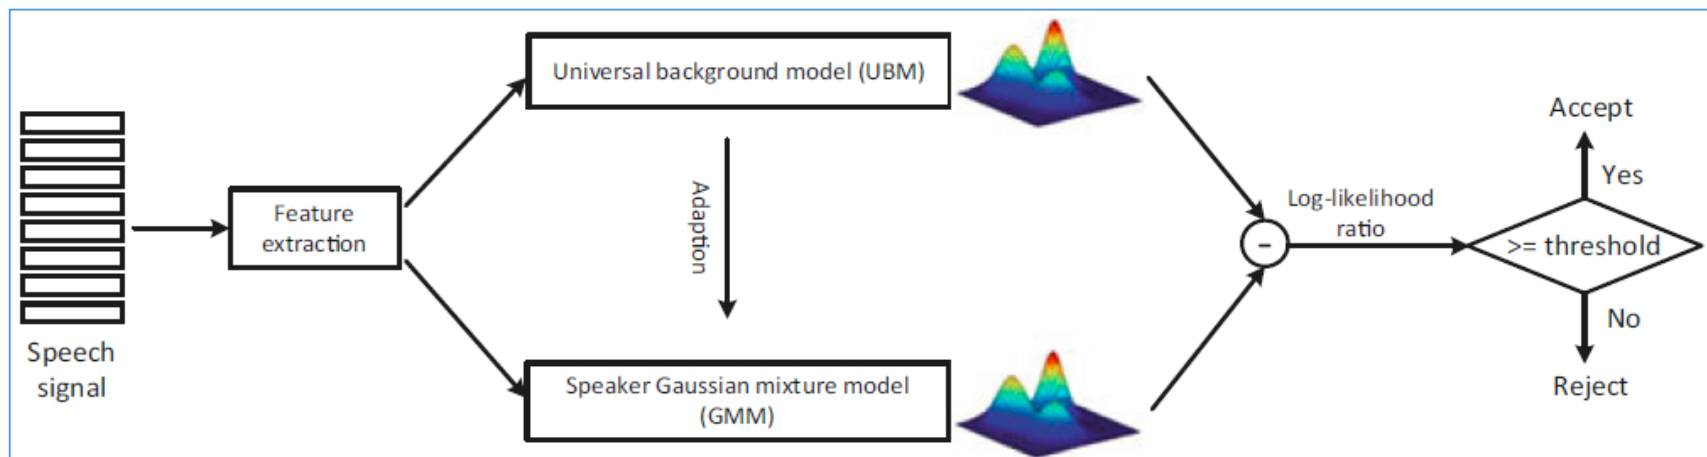 Speech
signal
Feature
extraction
Universal background model (UBM)
Adaption
Speaker Gaussian mixture model
(GMM)
-
Log-likelihood
ratio
>= threshold
Yes
Accept
No
Reject